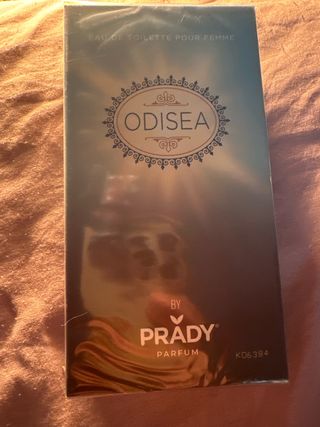 EAU DE TOILETTE POUR FEMME
ODISEA
BY
PRADY®
PARFUM
K06384